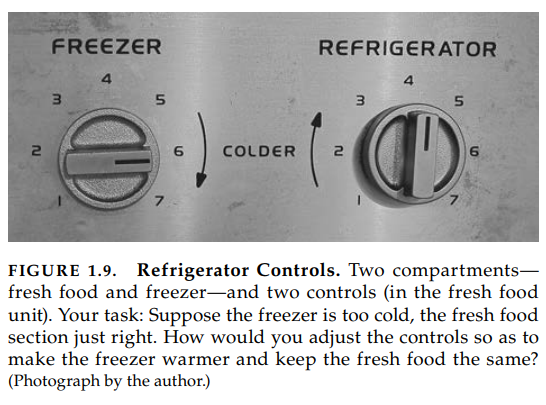 FREEZER REFRIGERATOR
4 4
3 5 3 5
2 6 COLDER 2 6
1 7 1 7
FIGURE 1.9. Refrigerator Controls. Two compartments—
fresh food and freezer—and two controls (in the fresh food
unit). Your task: Suppose the freezer is too cold, the fresh food
section just right. How would you adjust the controls so as to
make the freezer warmer and keep the fresh food the same?
(Photograph by the author.)